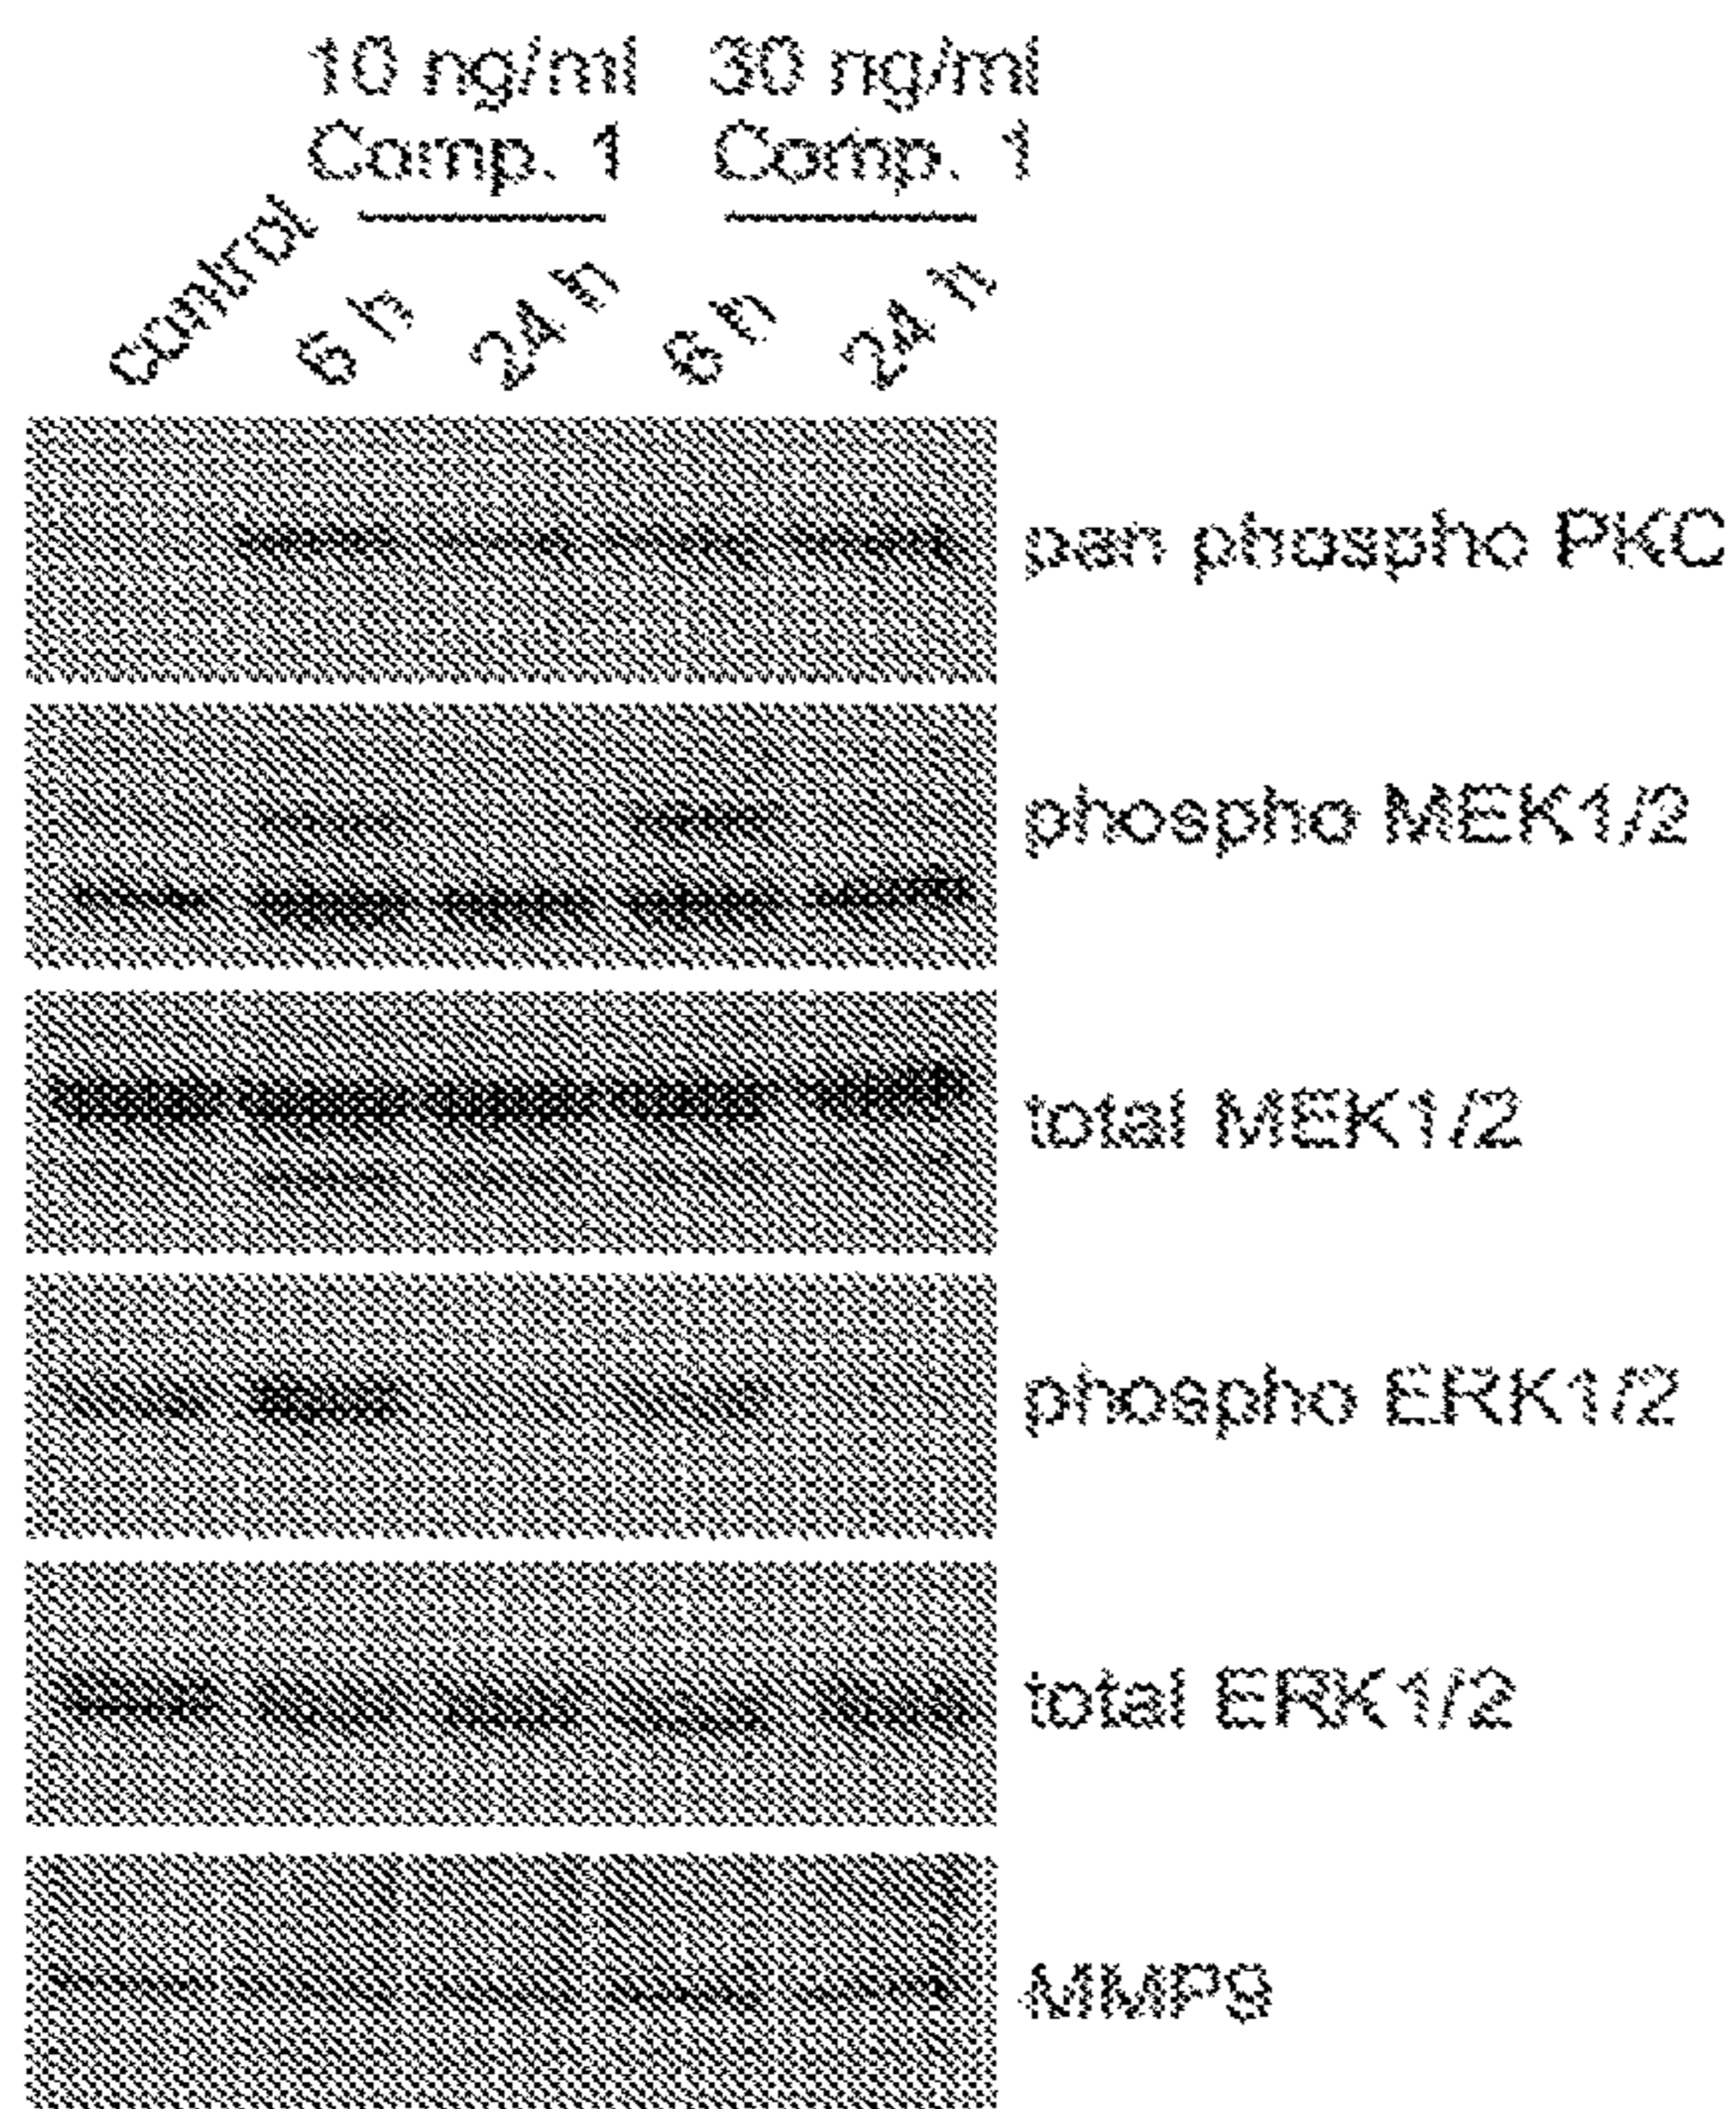 10 ng/ml 30 ng/ml
Comp. 1 Comp. 1
control 6 h 24 h 6 h 24 h
pan phospho PKC
phospho MEK1/2
total MEK1/2
phospho ERK1/2
total ERK1/2
MMP9